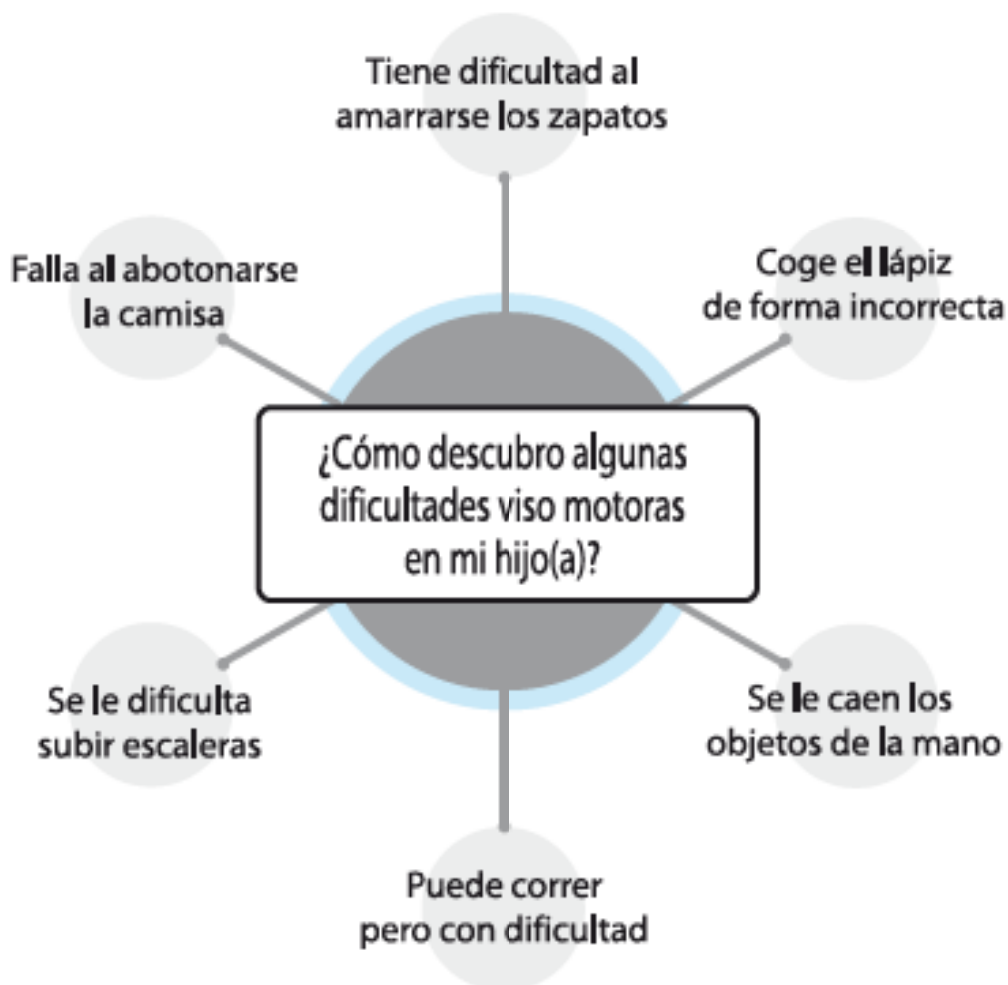 Tiene dificultad al
amarrarse los zapatos
Falla al abotonarse
la camisa
Coge el lápiz
de forma incorrecta
¿Cómo descubro algunas
dificultades viso motoras
en mi hijo(a)?
Se le dificulta
subir escaleras
Se le caen los
objetos de la mano
Puede correr
pero con dificultad